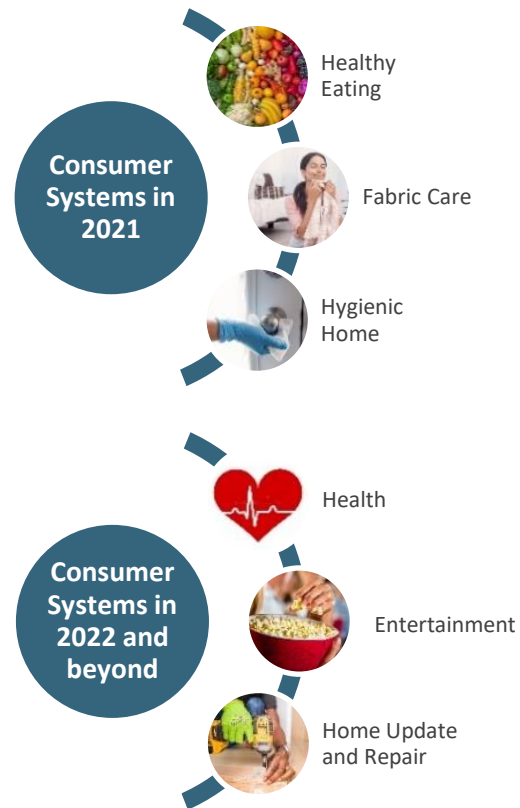 Healthy
Eating
Consumer
Systems in
2021
Fabric Care
Hygienic
Home
Health
Consumer
Systems in
2022 and
beyond
Entertainment
Home Update
and Repair